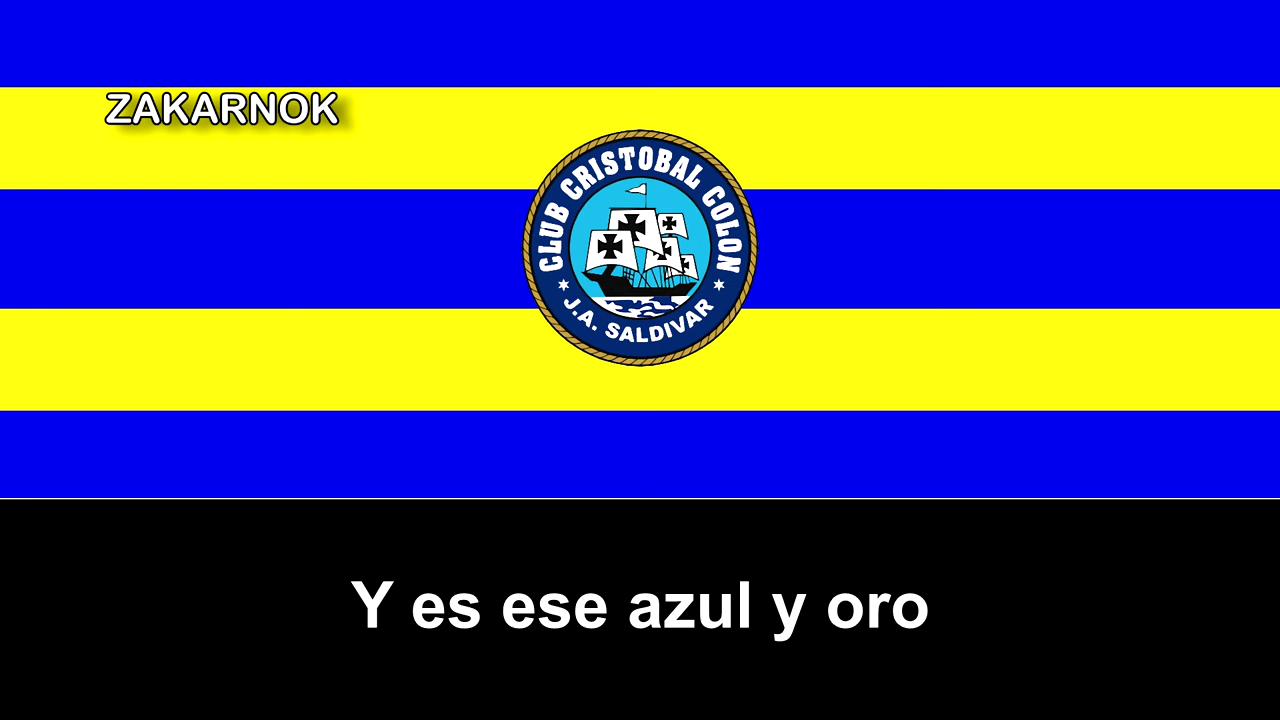 ZAKARNOK
CLUB CRISTOBAL COLON
J.A. SALDIVAR
Y es ese azul y oro